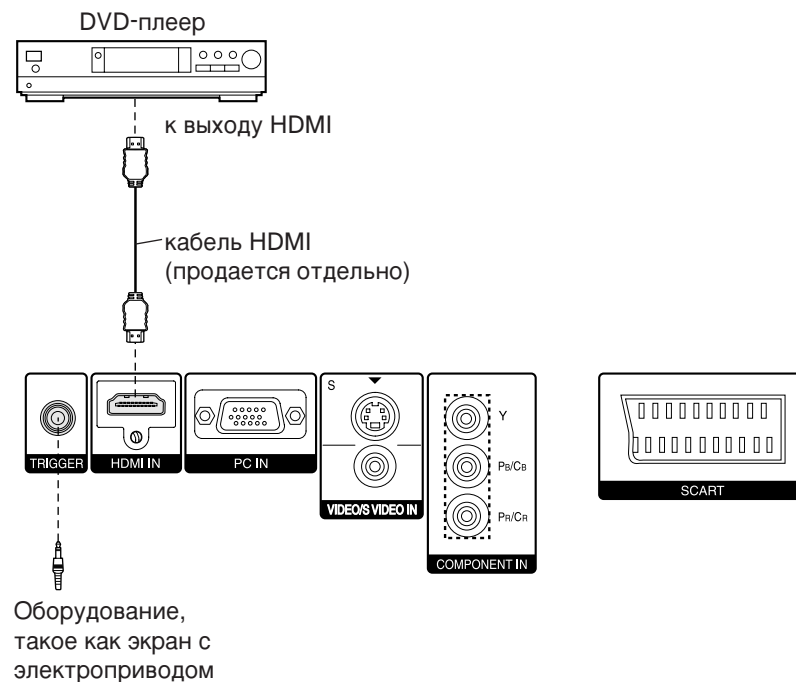 DVD-плеер
к выходу HDMI
кабель HDMI
(продается отдельно)
TRIGGER
HDMI IN
PC IN
S
VIDEO/S VIDEO IN
Y
PB/CB
PR/CR
COMPONENT IN
SCART
Оборудование,
такое как экран с
электроприводом